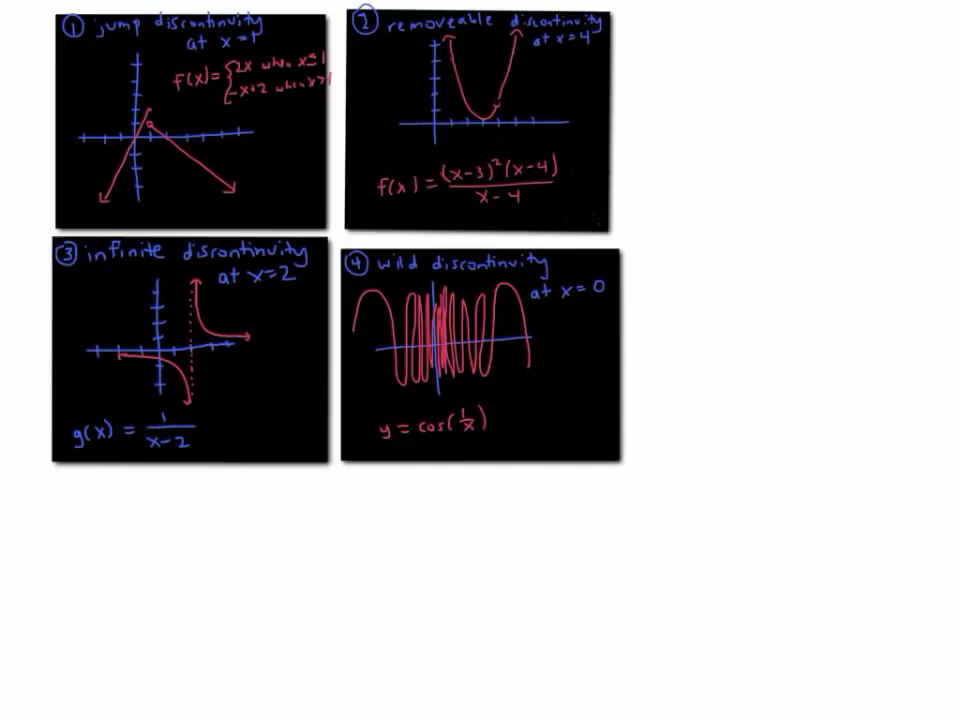 ① jump discontinuity
at x=1
f(x)= { 2x when x≤1
-x+2 when x>1
② removeable discontinuity
at x=4
f(x) = (x-3)²(x-4)
x-4
③ infinite discontinuity
at x=2
g(x) = 1
x-2
④ wild discontinuity
at x=0
y = cos(1/x)